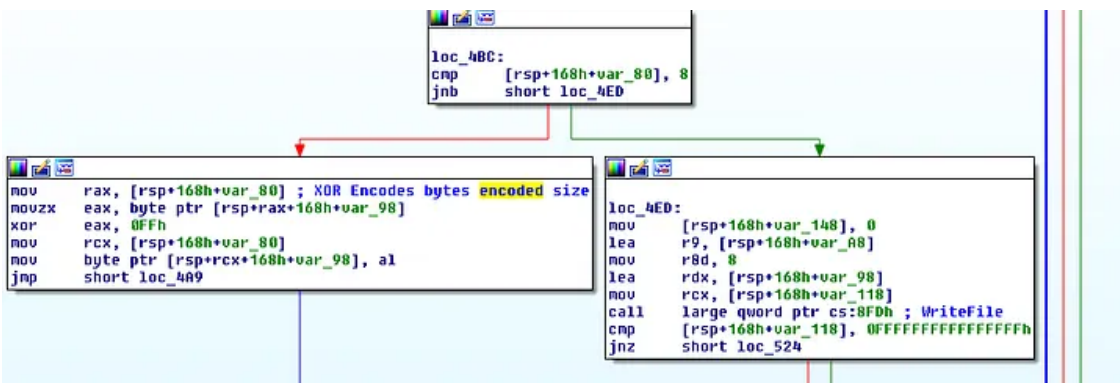 loc_4BC:
cmp [rsp+168h+var_80], 8
jnb short loc_4ED
mov rax, [rsp+168h+var_80] ; XOR Encodes bytes encoded size
movzx eax, byte ptr [rsp+rax+168h+var_98]
xor eax, 0FFh
mov rcx, [rsp+168h+var_80]
mov byte ptr [rsp+rcx+168h+var_98], al
jmp short loc_4A9
loc_4ED:
mov [rsp+168h+var_148], 0
lea r9, [rsp+168h+var_A8]
mov r8d, 8
lea rdx, [rsp+168h+var_98]
mov rcx, [rsp+168h+var_118]
call large qword ptr cs:8FDh ; WriteFile
cmp [rsp+168h+var_118], 0FFFFFFFFFFFFFFFFh
jnz short loc_524